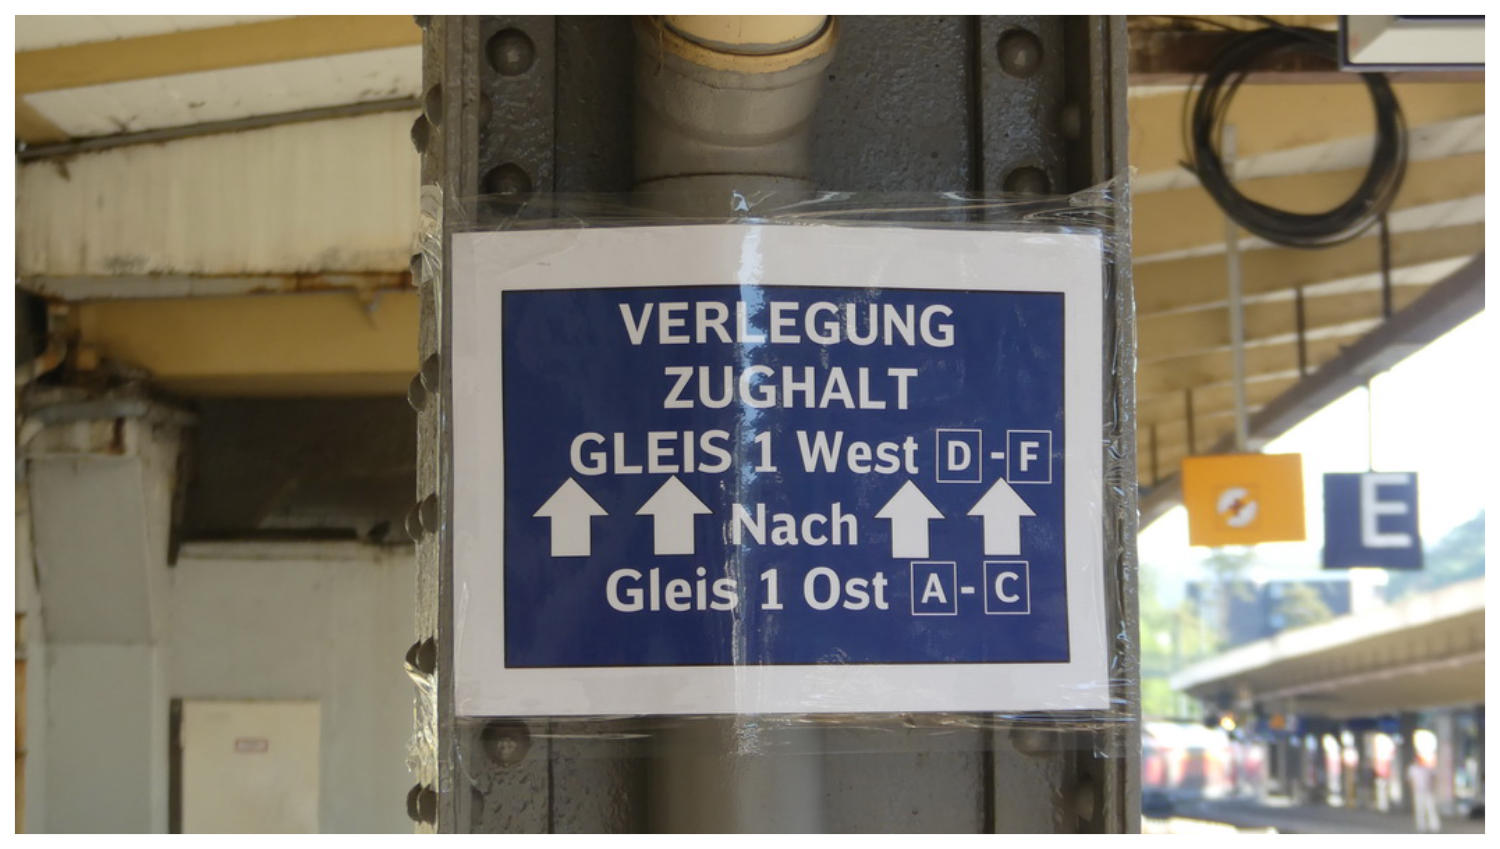 VERLEGUNG
ZUGHALT
GLEIS 1 West D-F
Nach
Gleis 1 Ost A-C
E